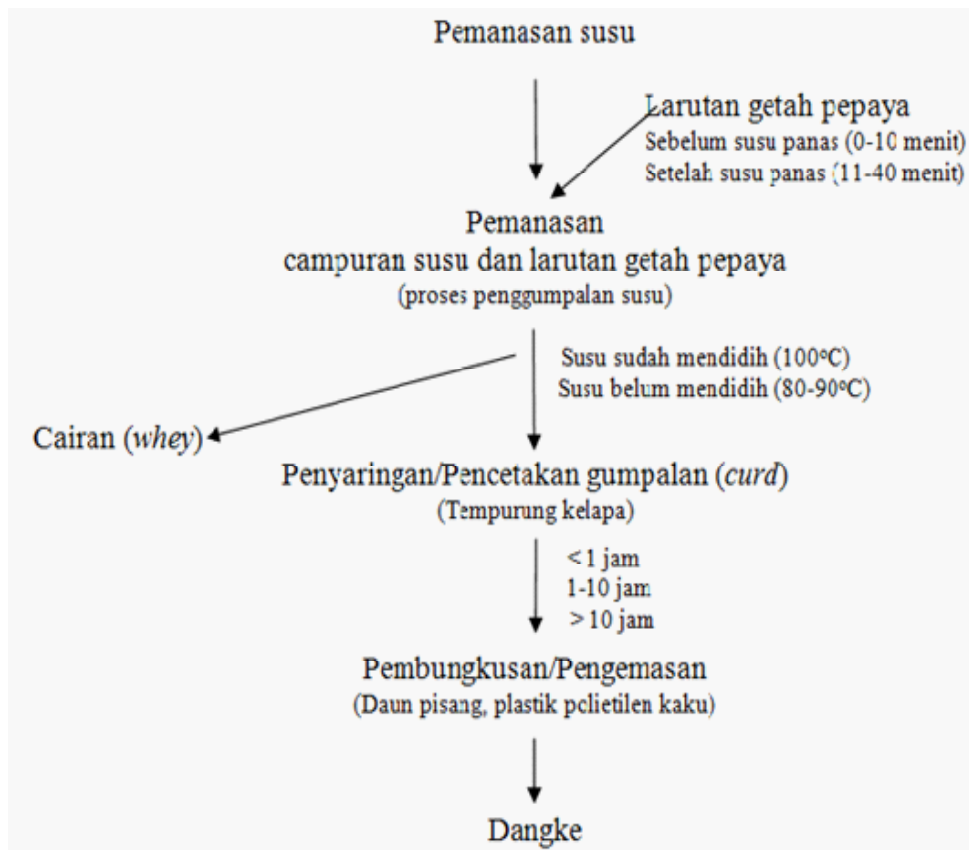 Pemanasan susu
Larutan getah pepaya
Sebelum susu panas (0-10 menit)
Setelah susu panas (11-40 menit)
Pemanasan
campuran susu dan larutan getah pepaya
(proses penggumpalan susu)
Susu sudah mendidih (100ºC)
Susu belum mendidih (80-90ºC)
Cairan (whey)
Penyaringan/Pencetakan gumpalan (curd)
(Tempurung kelapa)
<1 jam
1-10 jam
>10 jam
Pembungkusan/Pengemasan
(Daun pisang, plastik polietilen kaku)
Dangke